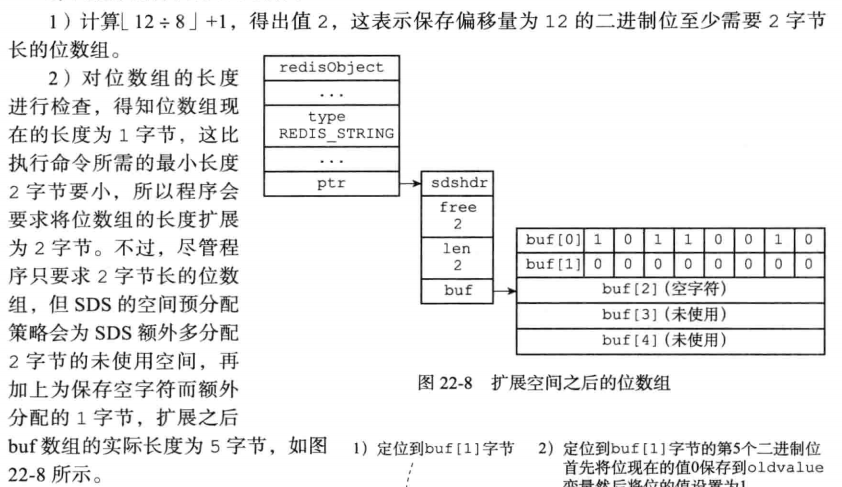 1）计算⌊ 12÷8 ⌋+1，得出值 2，这表示保存偏移量为 12 的二进制位至少需要 2 字节
长的位数组。
2）对位数组的长度
进行检查，得知位数组现
在的长度为 1 字节，这比
执行命令所需的最小长度
2 字节要小，所以程序会
要求将位数组的长度扩展
为 2 字节。不过，尽管程
序只要求 2 字节长的位数
组，但 SDS 的空间预分配
策略会为 SDS 额外多分配
2 字节的未使用空间，再
加上为保存空字符而额外
分配的 1 字节，扩展之后
buf 数组的实际长度为 5 字节，如图
22-8 所示。
redisObject
...
type
REDIS_STRING
...
ptr
sdshdr
free
2
len
2
buf
buf[0] 1 0 1 1 0 0 1 0
buf[1] 0 0 0 0 0 0 0 0
buf[2]（空字符）
buf[3]（未使用）
buf[4]（未使用）
图 22-8 扩展空间之后的位数组
1）定位到buf[1]字节
2）定位到buf[1]字节的第5个二进制位
首先将位现在的值0保存到oldvalue
变量然后将位的值设置为1